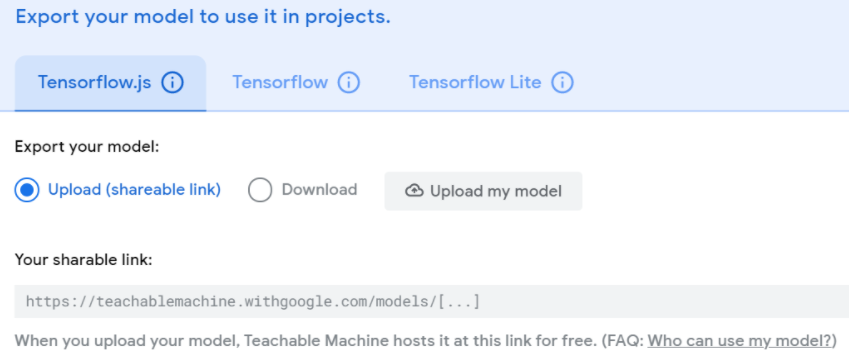 Export your model to use it in projects.
Tensorflow.js Tensorflow Tensorflow Lite
Export your model:
Upload (shareable link) Download Upload my model
Your sharable link:
https://teachablemachine.withgoogle.com/models/[...]
When you upload your model, Teachable Machine hosts it at this link for free. (FAQ: Who can use my model?)